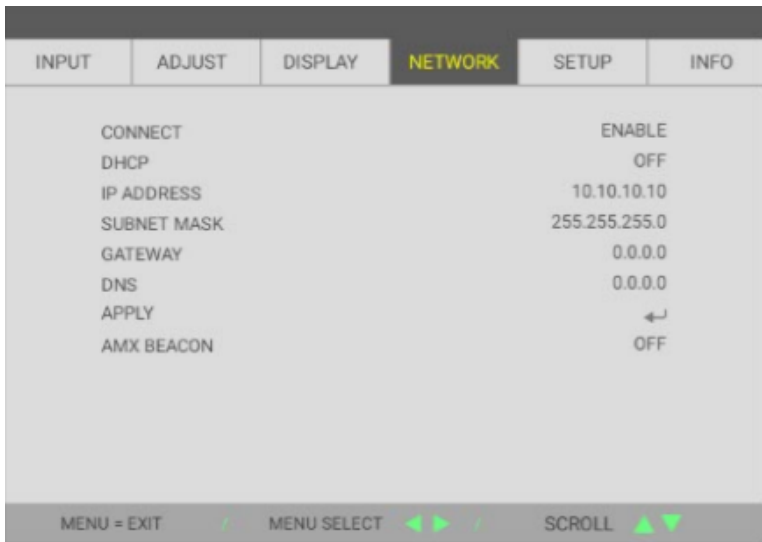 INPUT ADJUST DISPLAY NETWORK SETUP INFO
CONNECT ENABLE
DHCP OFF
IP ADDRESS 10.10.10.10
SUBNET MASK 255.255.255.0
GATEWAY 0.0.0.0
DNS 0.0.0.0
APPLY ↵
AMX BEACON OFF
MENU = EXIT / MENU SELECT ◀ ▶ / SCROLL ▲ ▼